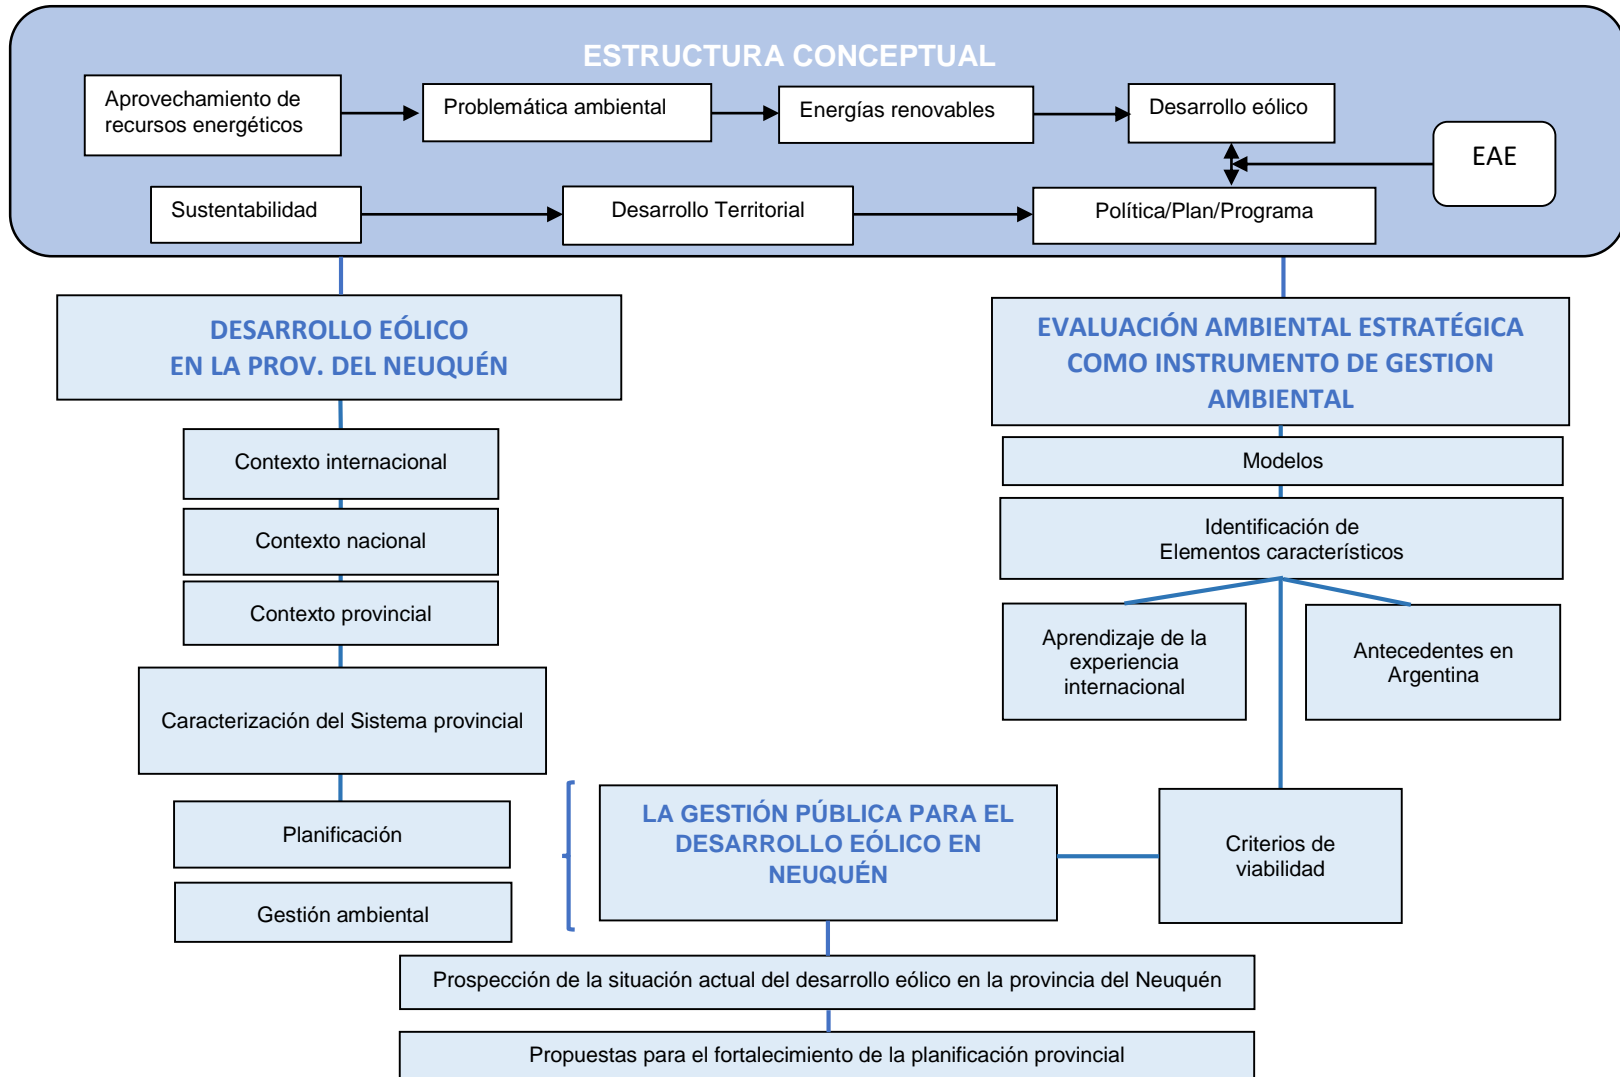 ESTRUCTURA CONCEPTUAL
Aprovechamiento de
recursos energéticos
Problemática ambiental
Energías renovables
Desarrollo eólico
EAE
Sustentabilidad
Desarrollo Territorial
Política/Plan/Programa
DESARROLLO EÓLICO
EN LA PROV. DEL NEUQUÉN
Contexto internacional
Contexto nacional
Contexto provincial
Caracterización del Sistema provincial
Planificación
Gestión ambiental
EVALUACIÓN AMBIENTAL ESTRATÉGICA
COMO INSTRUMENTO DE GESTION
AMBIENTAL
Modelos
Identificación de
Elementos característicos
Aprendizaje de la
experiencia
internacional
Antecedentes en
Argentina
Criterios de
viabilidad
LA GESTIÓN PÚBLICA PARA EL
DESARROLLO EÓLICO EN
NEUQUÉN
Prospección de la situación actual del desarrollo eólico en la provincia del Neuquén
Propuestas para el fortalecimiento de la planificación provincial